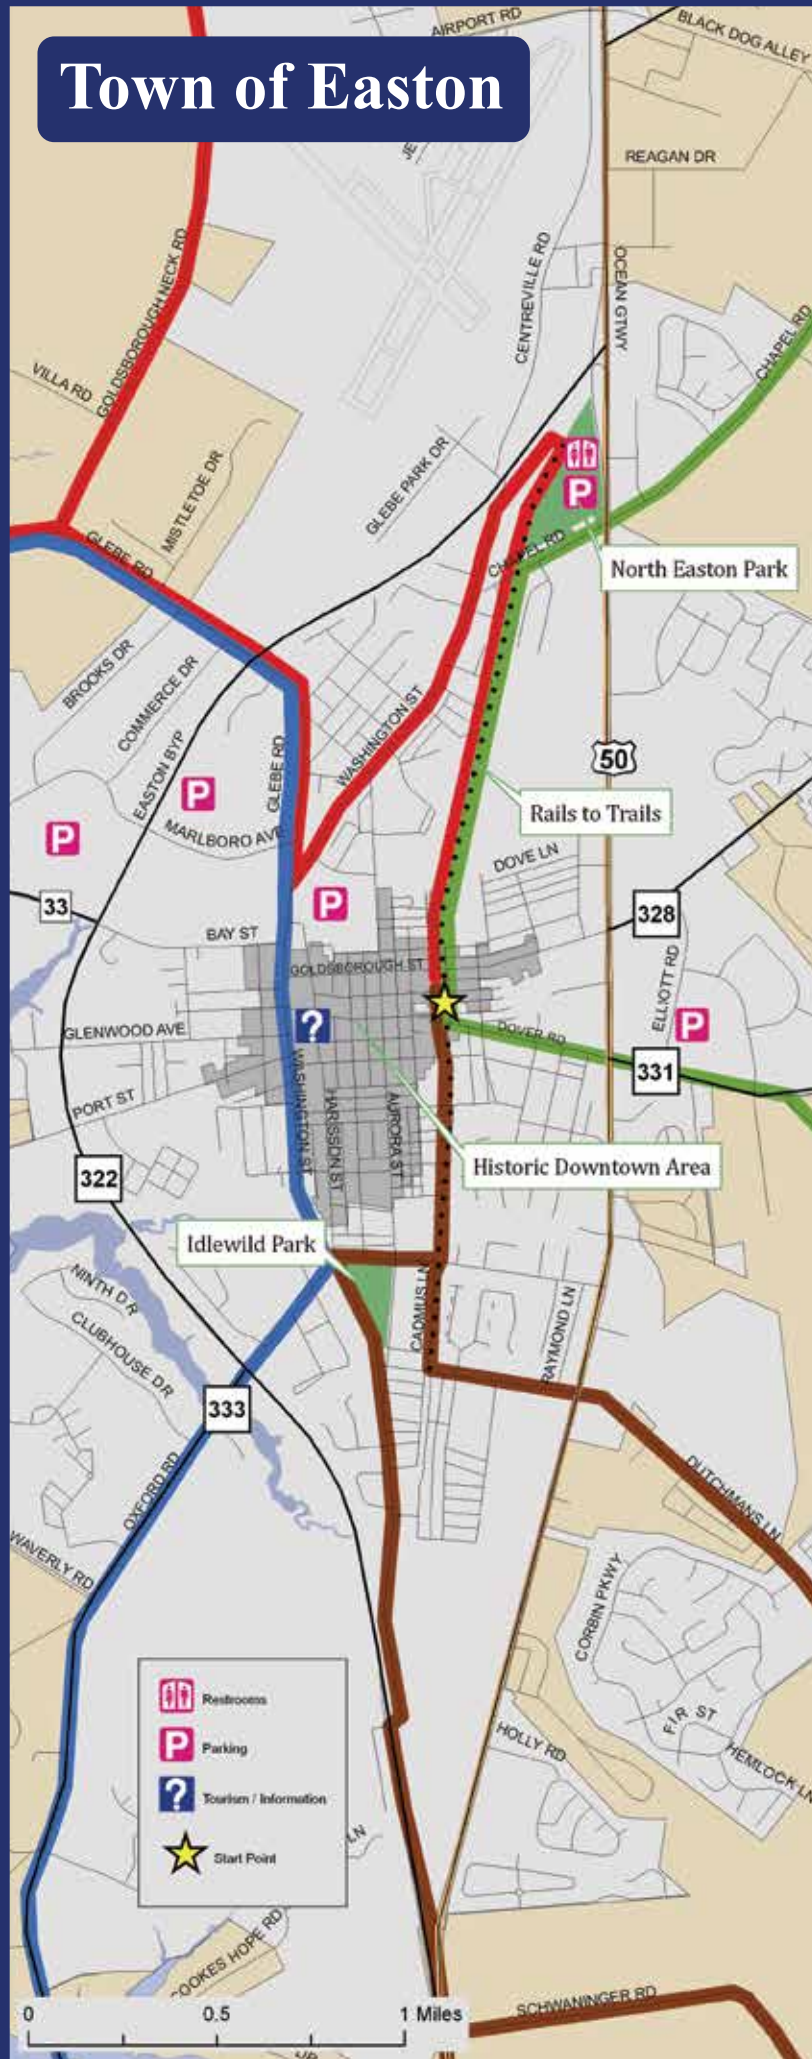 Town of Easton
AIRPORT RD
BLACK DOG ALLEY
JE
REAGAN DR
GOLDSBOROUGH NECK RD
CENTREVILLE RD
OCEAN GTWY
CHAPEL RD
VILLA RD
MISTLETOE DR
GLEBE PARK DR
P
GLEBE RD
CHAPEL RD
North Easton Park
BROOKS DR
COMMERCE DR
WASHINGTON ST
EASTON BYP
GLEBE RD
50
P
Rails to Trails
P
MARLBORO AVE
DOVE LN
33
P
328
BAY ST
GOLDSBOROUGH ST
ELLIOTT RD
?
P
GLENWOOD AVE
DOVER RD
331
PORT ST
WASHINGTON ST
HARISSON ST
AURORA ST
322
Historic Downtown Area
Idlewild Park
NINTH DR
CADMUS LN
RAYMOND LN
CLUBHOUSE DR
333
OXFORD RD
DUTCHMANS LN
WAVERLY RD
CORBIN PKWY
Restrooms
P Parking
? Tourism / Information
Start Point
FIR ST
HOLLY RD
HEMLOCK LN
LN
COOKES HOPE RD
SCHWANINGER RD
0 0.5 1 Miles
DR